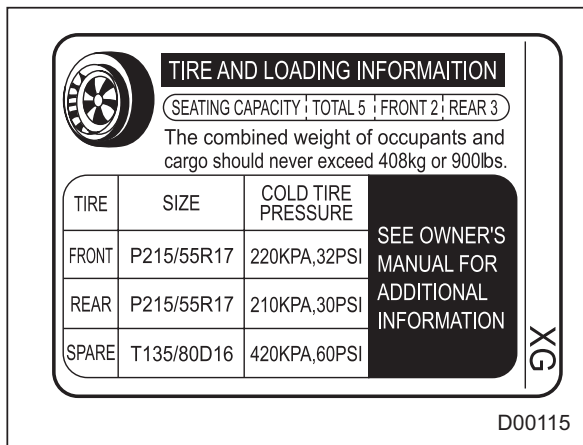 TIRE AND LOADING INFORMAITION
SEATING CAPACITY TOTAL 5 FRONT 2 REAR 3
The combined weight of occupants and
cargo should never exceed 408kg or 900lbs.
TIRE SIZE COLD TIRE
PRESSURE
FRONT P215/55R17 220KPA,32PSI
REAR P215/55R17 210KPA,30PSI
SPARE T135/80D16 420KPA,60PSI
SEE OWNER'S
MANUAL FOR
ADDITIONAL
INFORMATION
XG
D00115